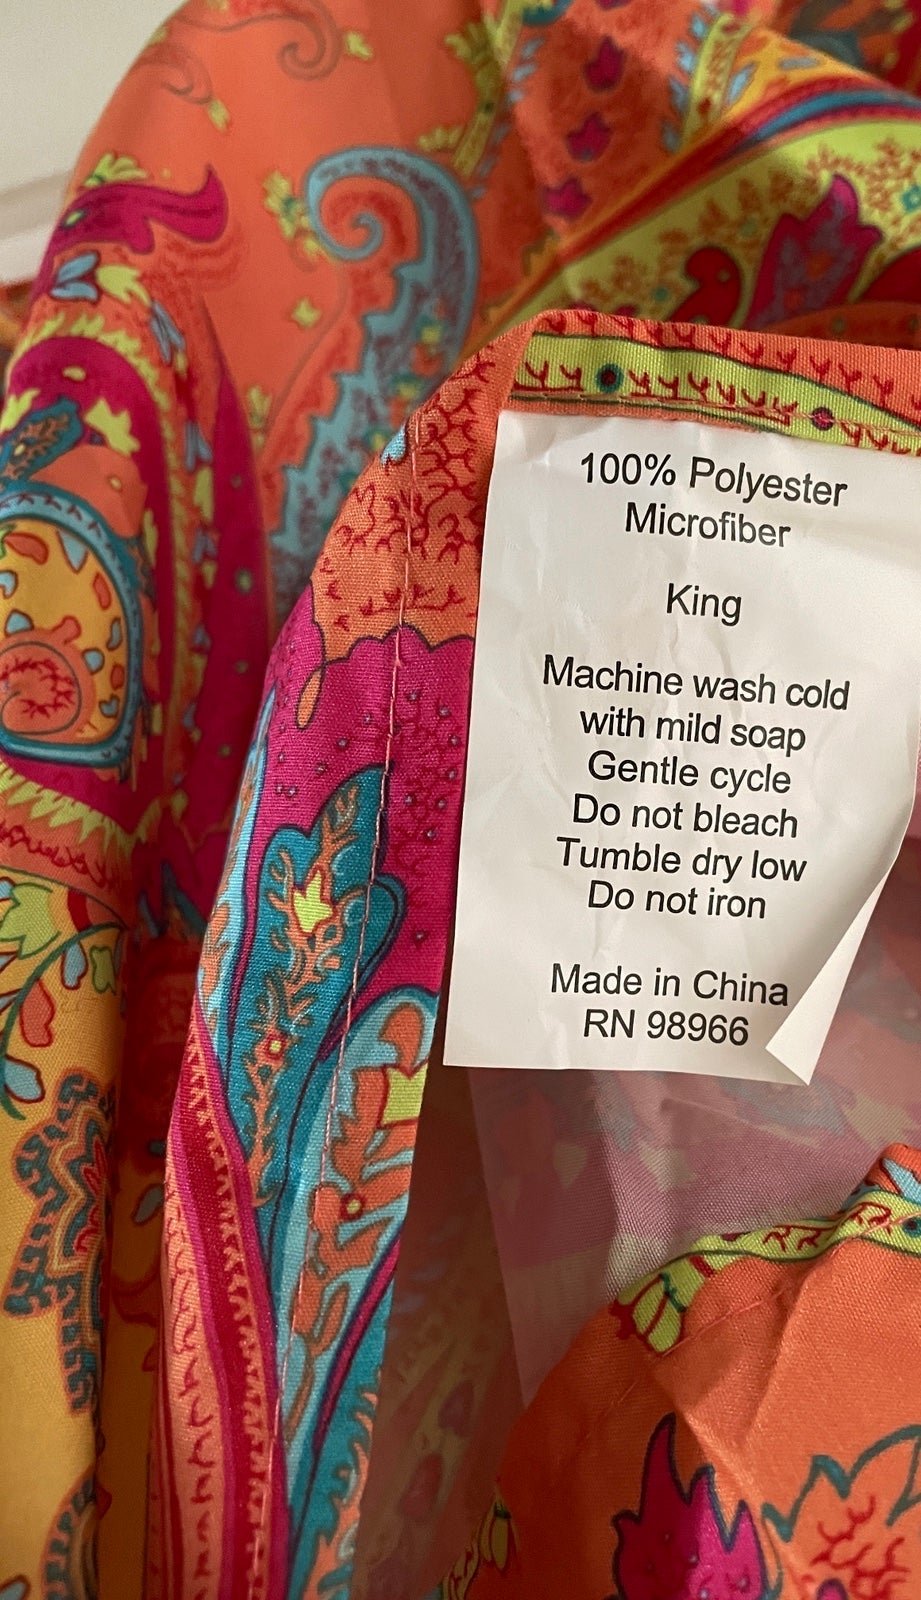 100% Polyester
Microfiber
King
Machine wash cold
with mild soap
Gentle cycle
Do not bleach
Tumble dry low
Do not iron
Made in China
RN 98966